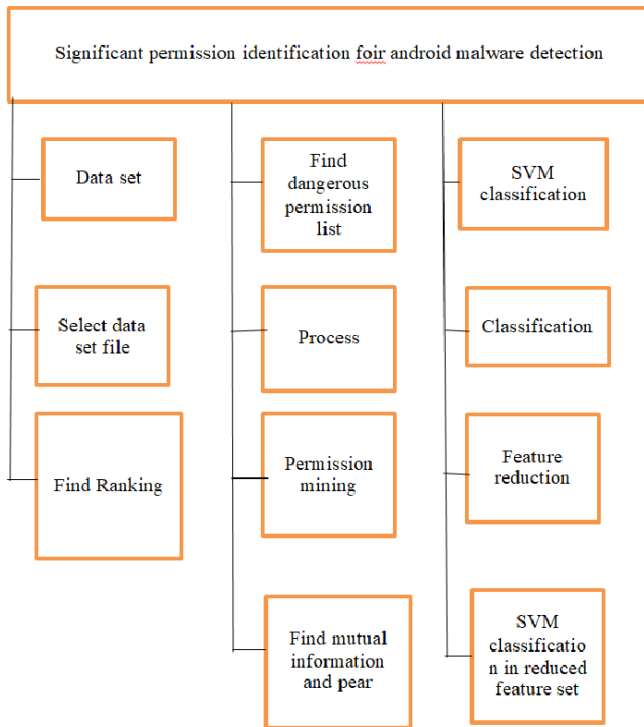 Significant permission identification foir android malware detection
Data set
Select data
set file
Find Ranking
Find
dangerous
permission
list
Process
Permission
mining
Find mutual
information
and pear
SVM
classification
Classification
Feature
reduction
SVM
classificatio
n in reduced
feature set